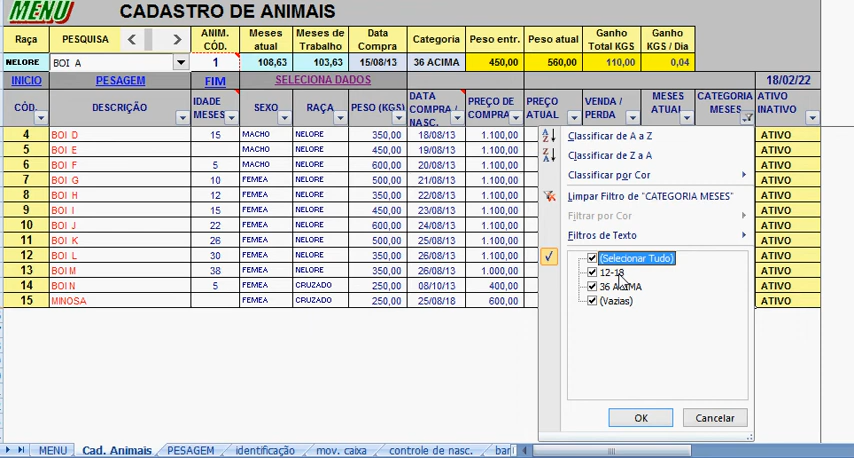 MENU CADASTRO DE ANIMAIS
Raça PESQUISA ANIM. CÓD. Meses atual Meses de Trabalho Data Compra Categoria Peso entr. Peso atual Ganho Total KGS Ganho KGS / Dia
NELORE BOI A 1 108,63 103,63 15/08/13 36 ACIMA 450,00 560,00 110,00 0,04
INICIO PESAGEM FIM SELECIONA DADOS 18/02/22
CÓD. DESCRIÇÃO IDADE MESES SEXO RAÇA PESO (KGS) DATA COMPRA / NASC. PREÇO DE COMPRA PREÇO ATUAL VENDA / PERDA MESES ATUAL CATEGORIA MESES ATIVO INATIVO
4 BOI D 15 MACHO NELORE 350,00 18/08/13 1.100,00 ATIVO
5 BOI E MACHO NELORE 450,00 19/08/13 1.100,00 ATIVO
6 BOI F 5 MACHO NELORE 600,00 20/08/13 1.100,00 ATIVO
7 BOI G 10 FEMEA NELORE 500,00 21/08/13 1.100,00 ATIVO
8 BOI H 12 FEMEA NELORE 350,00 22/08/13 1.100,00 ATIVO
9 BOI I 15 FEMEA NELORE 450,00 23/08/13 1.100,00 ATIVO
10 BOI J 22 FEMEA NELORE 600,00 24/08/13 1.100,00 ATIVO
11 BOI K 26 FEMEA NELORE 500,00 25/08/13 1.100,00 ATIVO
12 BOI L 30 FEMEA NELORE 350,00 26/08/13 1.100,00 ATIVO
13 BOI M 38 FEMEA NELORE 350,00 26/08/13 1.000,00 ATIVO
14 BOI N 5 FEMEA CRUZADO 250,00 08/10/13 400,00 ATIVO
15 MINOSA FEMEA CRUZADO 250,00 25/08/18 600,00 ATIVO
Classificar de A a Z
Classificar de Z a A
Classificar por Cor
Limpar Filtro de "CATEGORIA MESES"
Filtrar por Cor
Filtros de Texto
(Selecionar Tudo)
12-18
36 ACIMA
(Vazias)
OK Cancelar
MENU Cad. Animais PESAGEM identificação mov. caixa controle de nasc.